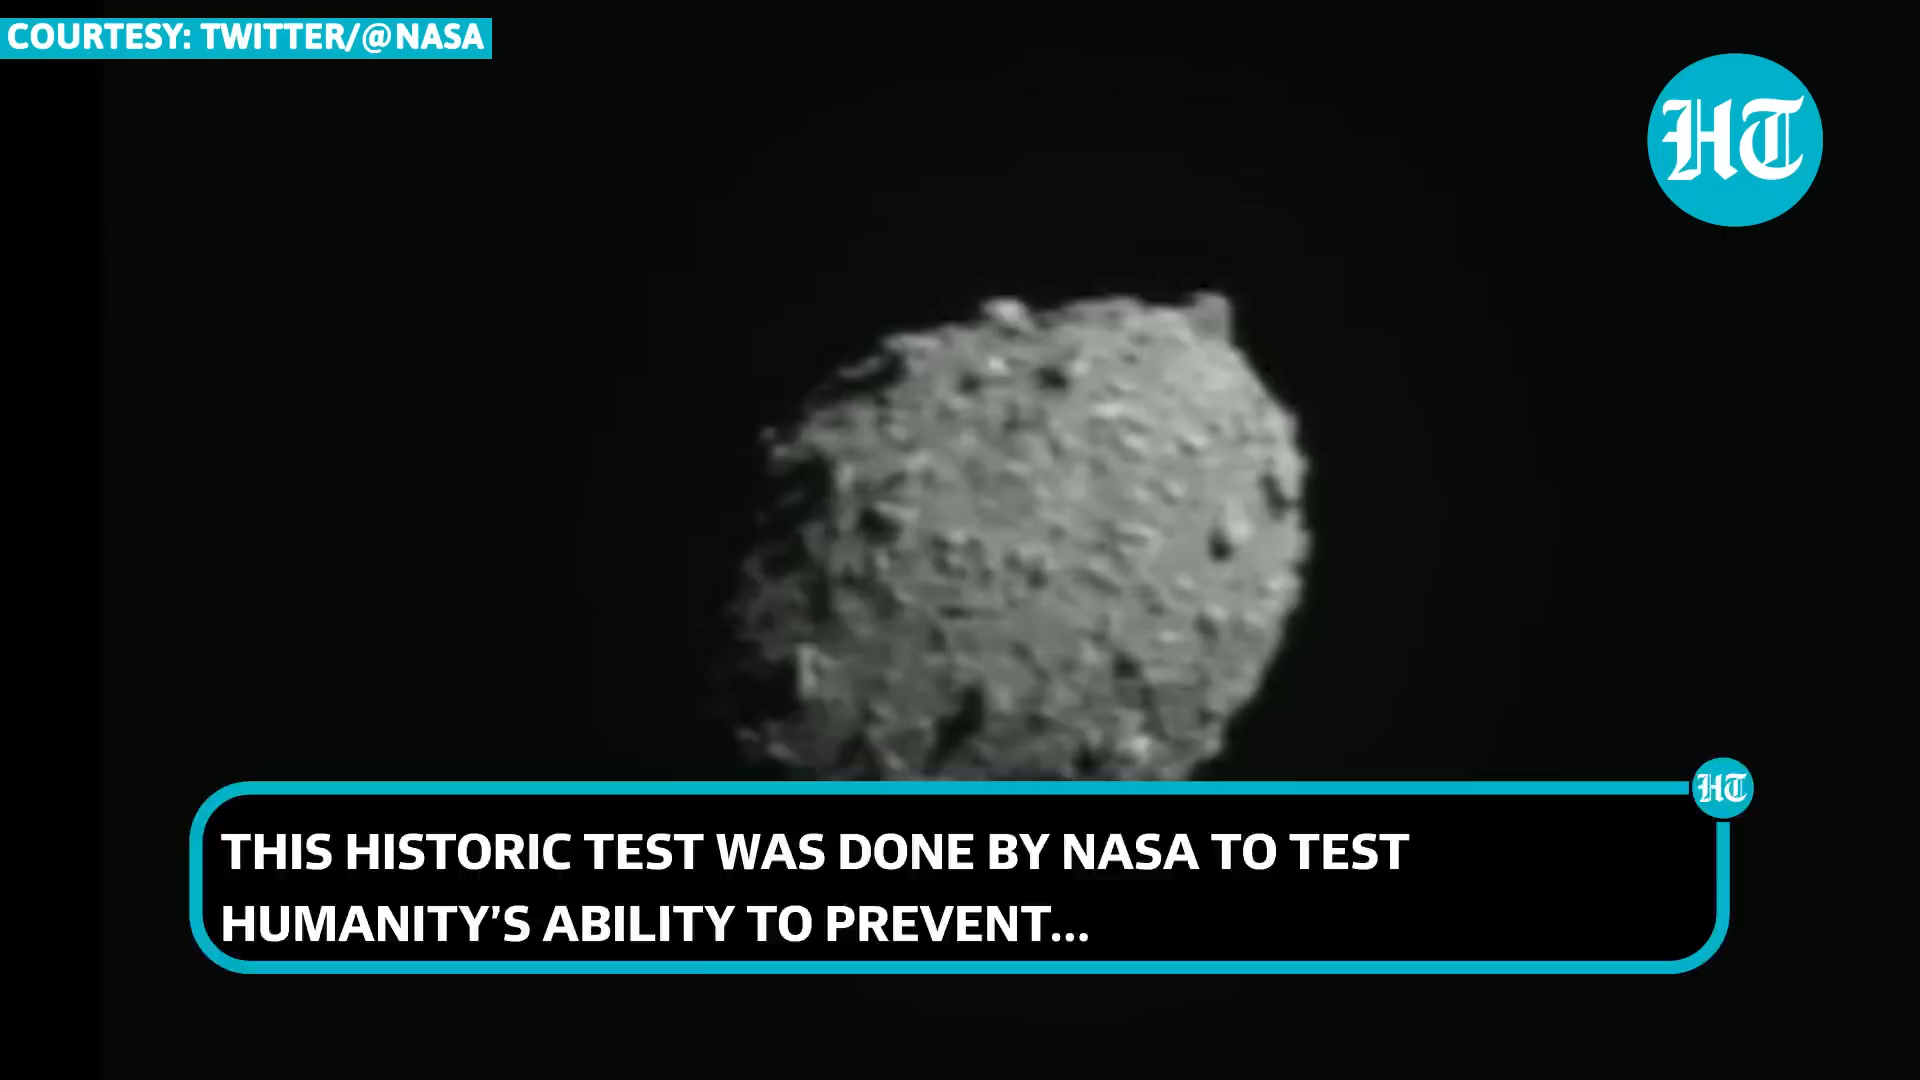 COURTESY: TWITTER/@NASA
HT
HT
THIS HISTORIC TEST WAS DONE BY NASA TO TEST
HUMANITY'S ABILITY TO PREVENT...